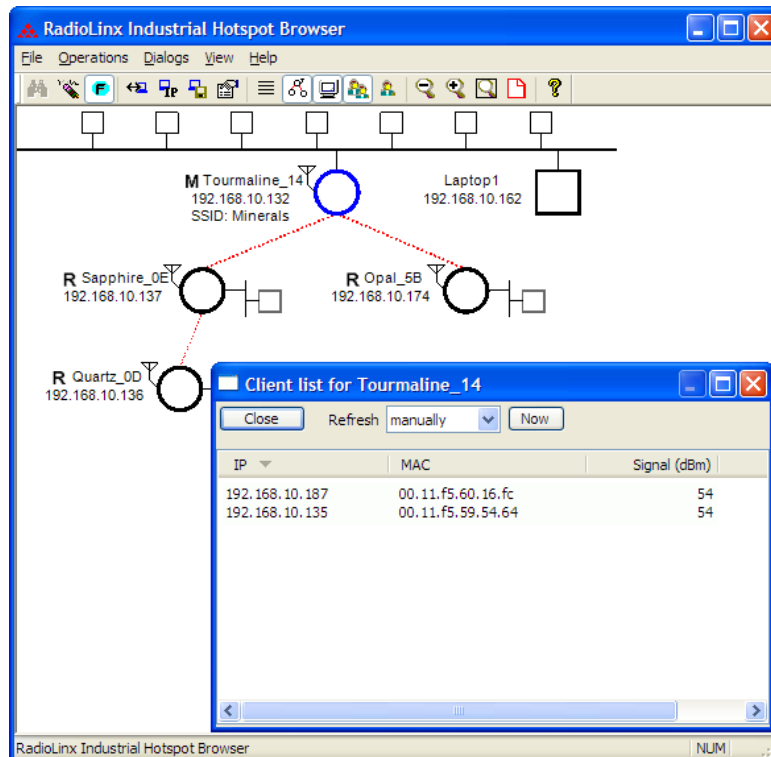 RadioLinx Industrial Hotspot Browser
File Operations Dialogs View Help
F IP ?
M Tourmaline_14
192.168.10.132
SSID: Minerals
Laptop1
192.168.10.162
R Sapphire_0E
192.168.10.137
R Opal_5B
192.168.10.174
R Quartz_0D
192.168.10.136
Client list for Tourmaline_14
Close Refresh manually Now
IP MAC Signal (dBm)
192.168.10.187 00.11.f5.60.16.fc 54
192.168.10.135 00.11.f5.59.54.64 54
RadioLinx Industrial Hotspot Browser NUM